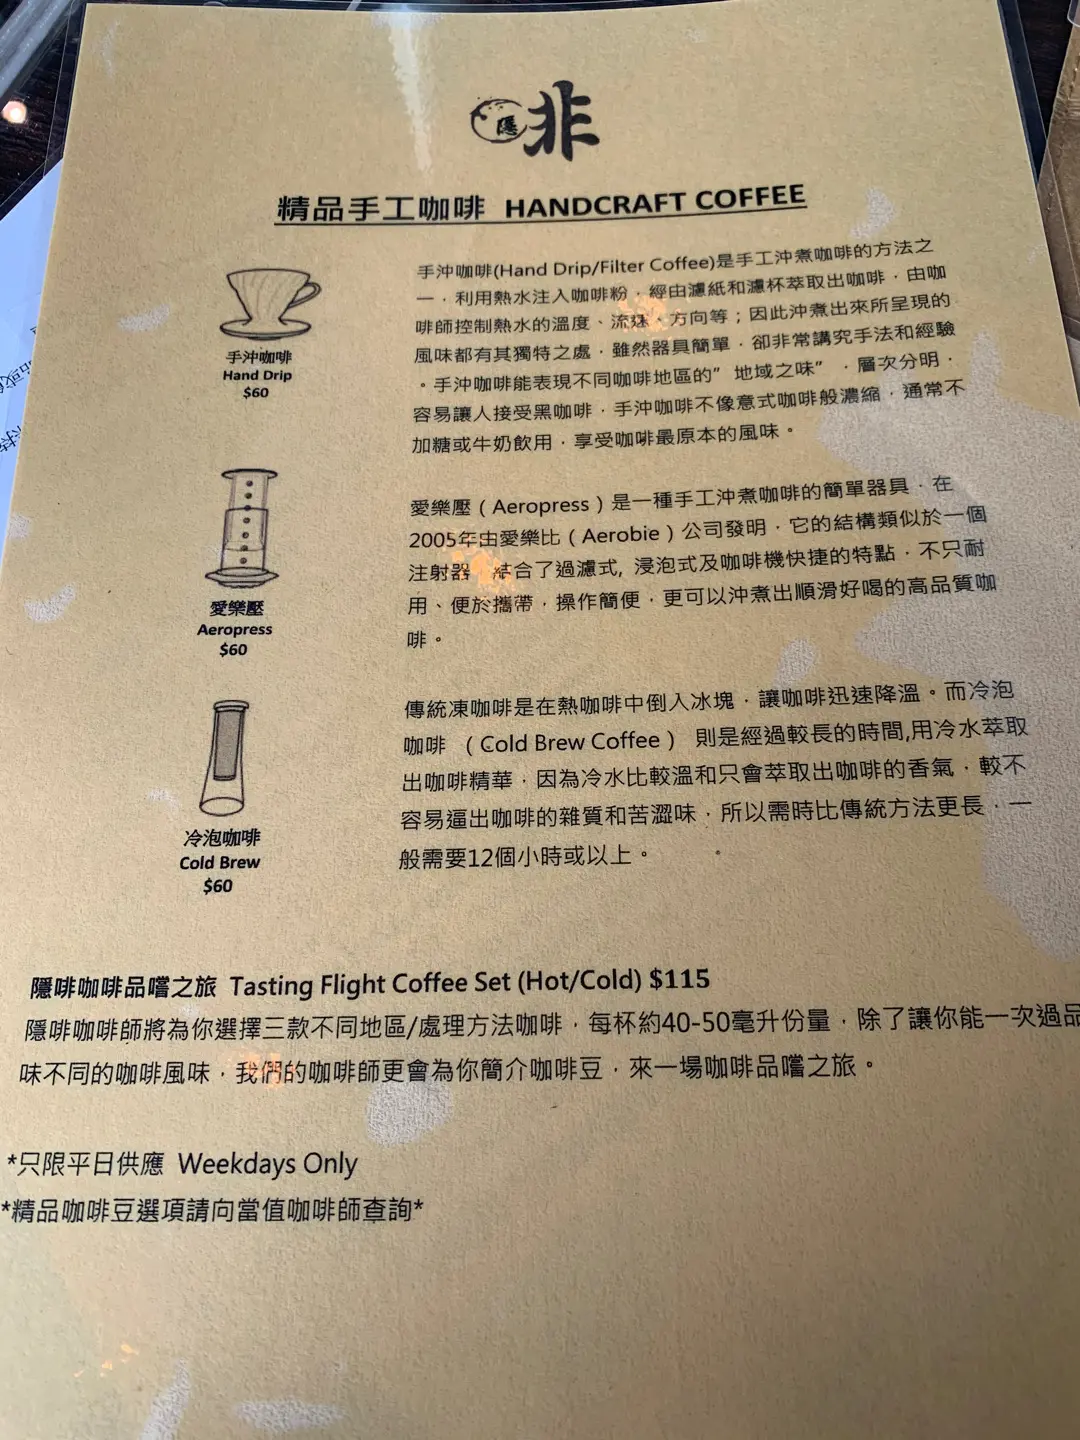 隱 非
精品手工咖啡 HANDCRAFT COFFEE
手沖咖啡(Hand Drip/Filter Coffee)是手工沖煮咖啡的方法之
一，利用熱水注入咖啡粉，經由濾紙和濾杯萃取出咖啡，由咖
啡師控制熱水的溫度、流速、方向等；因此沖煮出來所呈現的
風味都有其獨特之處，雖然器具簡單，卻非常講究手法和經驗
。手沖咖啡能表現不同咖啡地區的”地域之味”，層次分明，
容易讓人接受黑咖啡，手沖咖啡不像意式咖啡般濃縮，通常不
加糖或牛奶飲用，享受咖啡最原本的風味。
手沖咖啡
Hand Drip
$60
愛樂壓（Aeropress）是一種手工沖煮咖啡的簡單器具，在
2005年由愛樂比（Aerobie）公司發明，它的結構類似於一個
注射器，結合了過濾式, 浸泡式及咖啡機快捷的特點，不只耐
用、便於攜帶，操作簡便，更可以沖煮出順滑好喝的高品質咖
啡。
愛樂壓
Aeropress
$60
傳統凍咖啡是在熱咖啡中倒入冰塊，讓咖啡迅速降溫。而冷泡
咖啡 （Cold Brew Coffee） 則是經過較長的時間,用冷水萃取
出咖啡精華，因為冷水比較溫和只會萃取出咖啡的香氣，較不
容易逼出咖啡的雜質和苦澀味，所以需時比傳統方法更長，一
般需要12個小時或以上。
冷泡咖啡
Cold Brew
$60
隱啡咖啡品嚐之旅 Tasting Flight Coffee Set (Hot/Cold) $115
隱啡咖啡師將為你選擇三款不同地區/處理方法咖啡，每杯約40-50毫升份量，除了讓你能一次過品
味不同的咖啡風味，我們的咖啡師更會為你簡介咖啡豆，來一場咖啡品嚐之旅。
*只限平日供應 Weekdays Only
*精品咖啡豆選項請向當值咖啡師查詢*